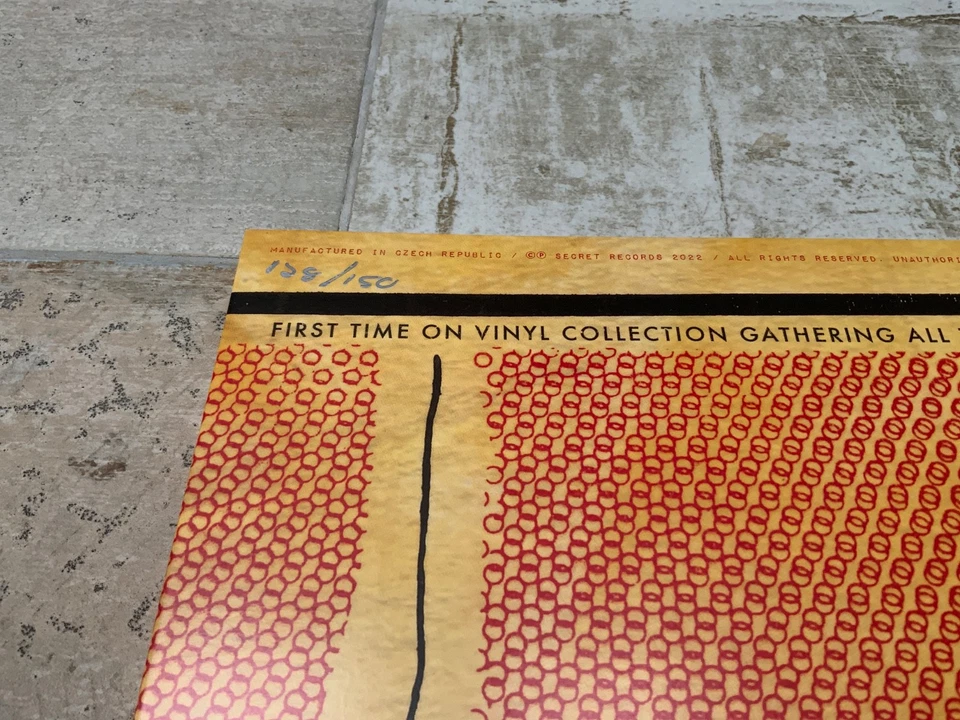 MANUFACTURED IN CZECH REPUBLIC / ©℗ SECRET RECORDS 2022 / ALL RIGHTS RESERVED. UNAUTHORI
128/150
FIRST TIME ON VINYL COLLECTION GATHERING ALL